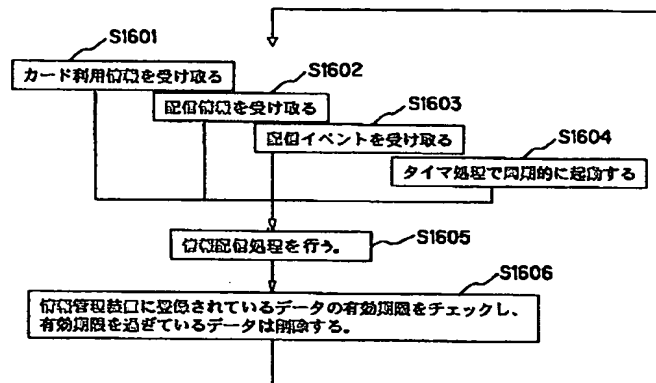 S1601
カード利用情報を受け取る
S1602
配信情報を受け取る
S1603
配信イベントを受け取る
S1604
タイマ処理で周期的に起動する
情報配信処理を行う。
S1605
S1606
情報管理装置に登録されているデータの有効期限をチェックし、
有効期限を過ぎているデータは削除する。